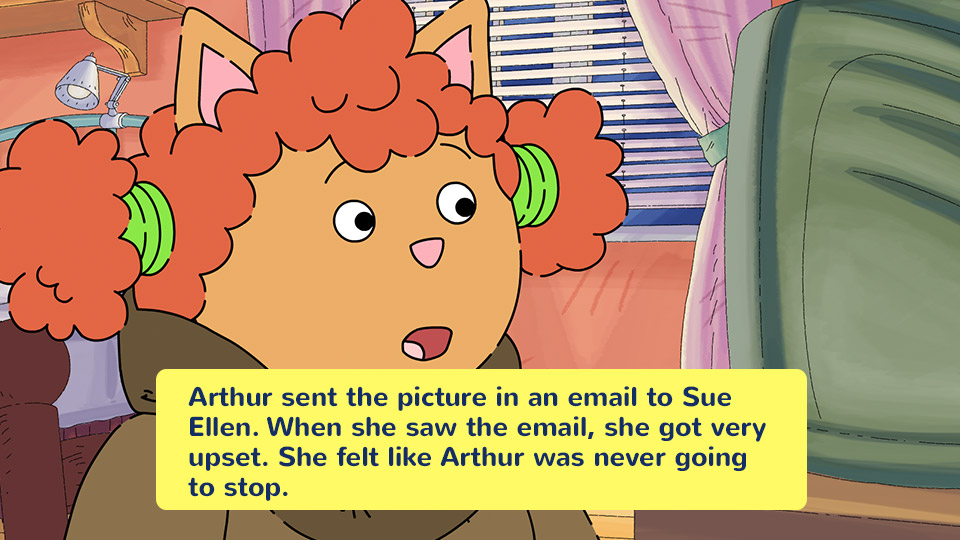 Arthur sent the picture in an email to Sue
Ellen. When she saw the email, she got very
upset. She felt like Arthur was never going
to stop.